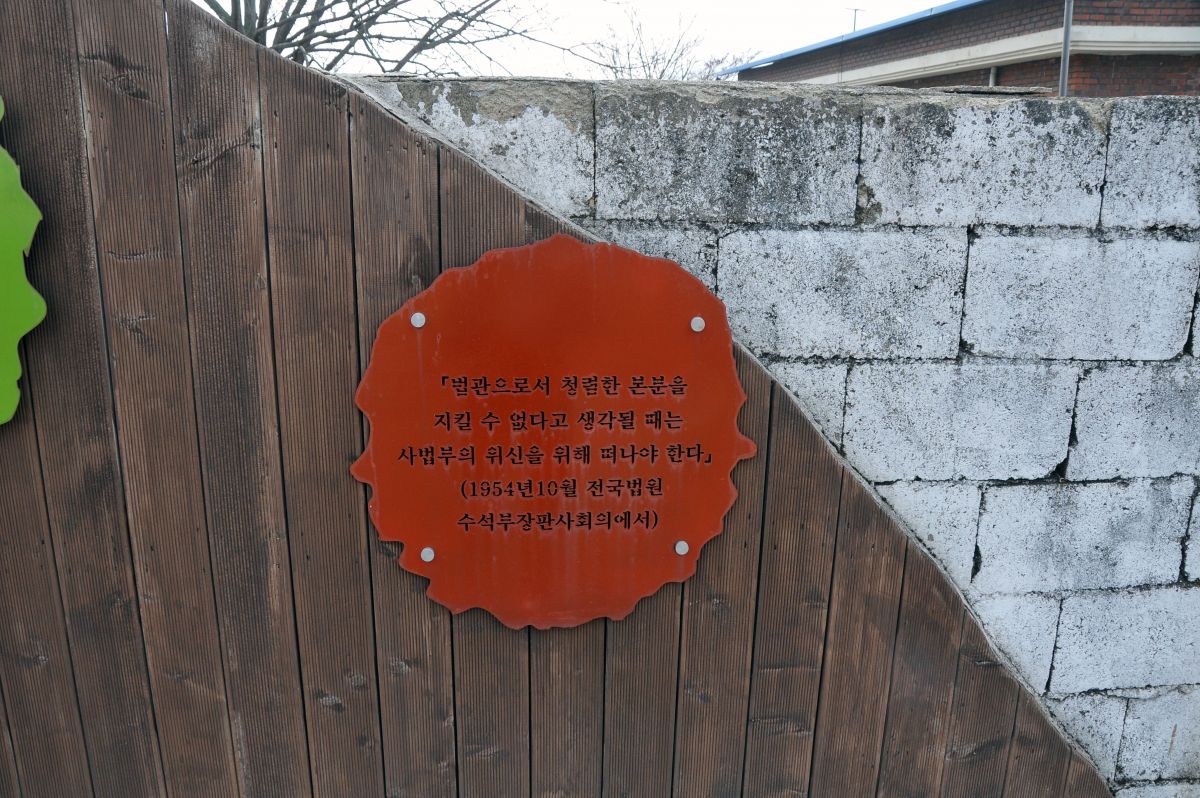 「법관으로서 청렴한 본분을
지킬 수 없다고 생각될 때는
사법부의 위신을 위해 떠나야 한다」
(1954년10월 전국법원
수석부장판사회의에서)